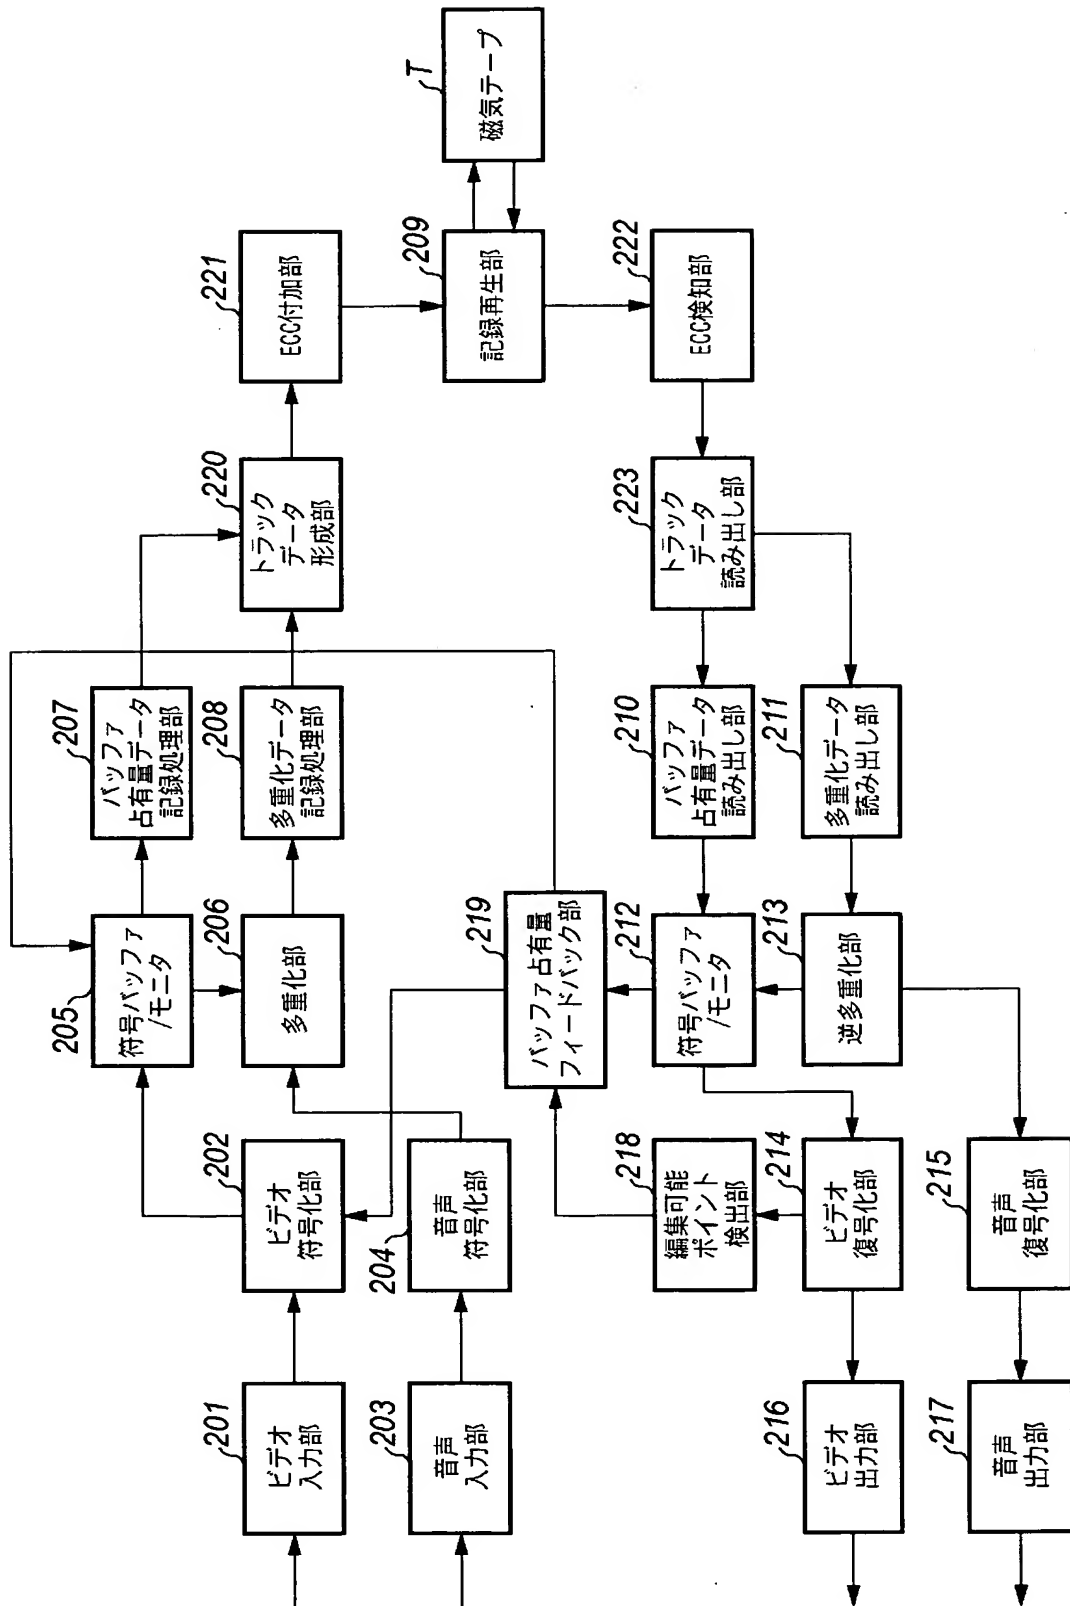 201
ビデオ
入力部
202
ビデオ
符号化部
203
音声
入力部
204
音声
符号化部
205
符号バッファ
/モニタ
206
多重化部
207
バッファ
占有量データ
記録処理部
208
多重化データ
記録処理部
220
トラック
データ
形成部
221
ECC付加部
209
記録再生部
T
磁気テープ
222
ECC検知部
223
トラック
データ
読み出し部
210
バッファ
占有量データ
読み出し部
211
多重化データ
読み出し部
212
符号バッファ
/モニタ
213
逆多重化部
219
バッファ占有量
フィードバック部
218
編集可能
ポイント
検出部
214
ビデオ
復号化部
215
音声
復号化部
216
ビデオ
出力部
217
音声
出力部